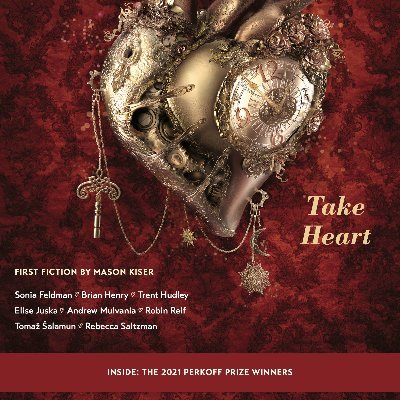 Take
Heart
FIRST FICTION BY MASON KISER
Sonia Feldman Brian Henry Trent Hudley
Elise Juska Andrew Mulvania Robin Reif
Tomaž Šalamun Rebecca Saltzman
INSIDE: THE 2021 PERKOFF PRIZE WINNERS